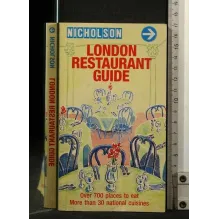 NICHOLSON
LONDON
RESTAURANT
GUIDE
Over 700 places to eat
More than 30 national cuisines
NICHOLSON
LONDON RESTAURANT GUIDE